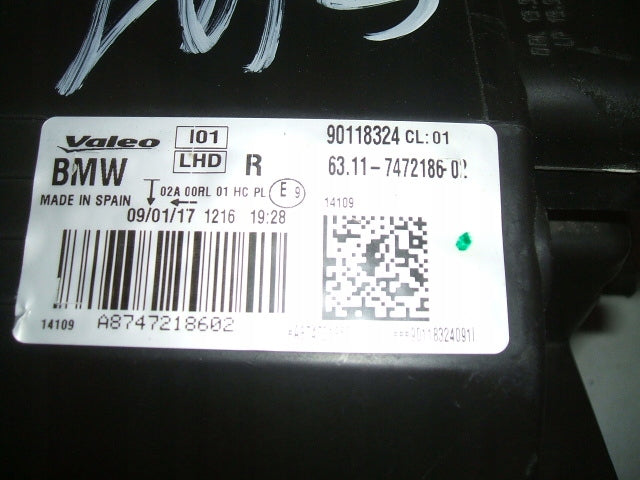 Valeo
I01
90118324 CL:01
BMW
LHD
R
63.11-7472186-02
02A 00RL 01 HC PL
E 9
14109
MADE IN SPAIN
09/01/17 1216 19:28
14109
A8747218602